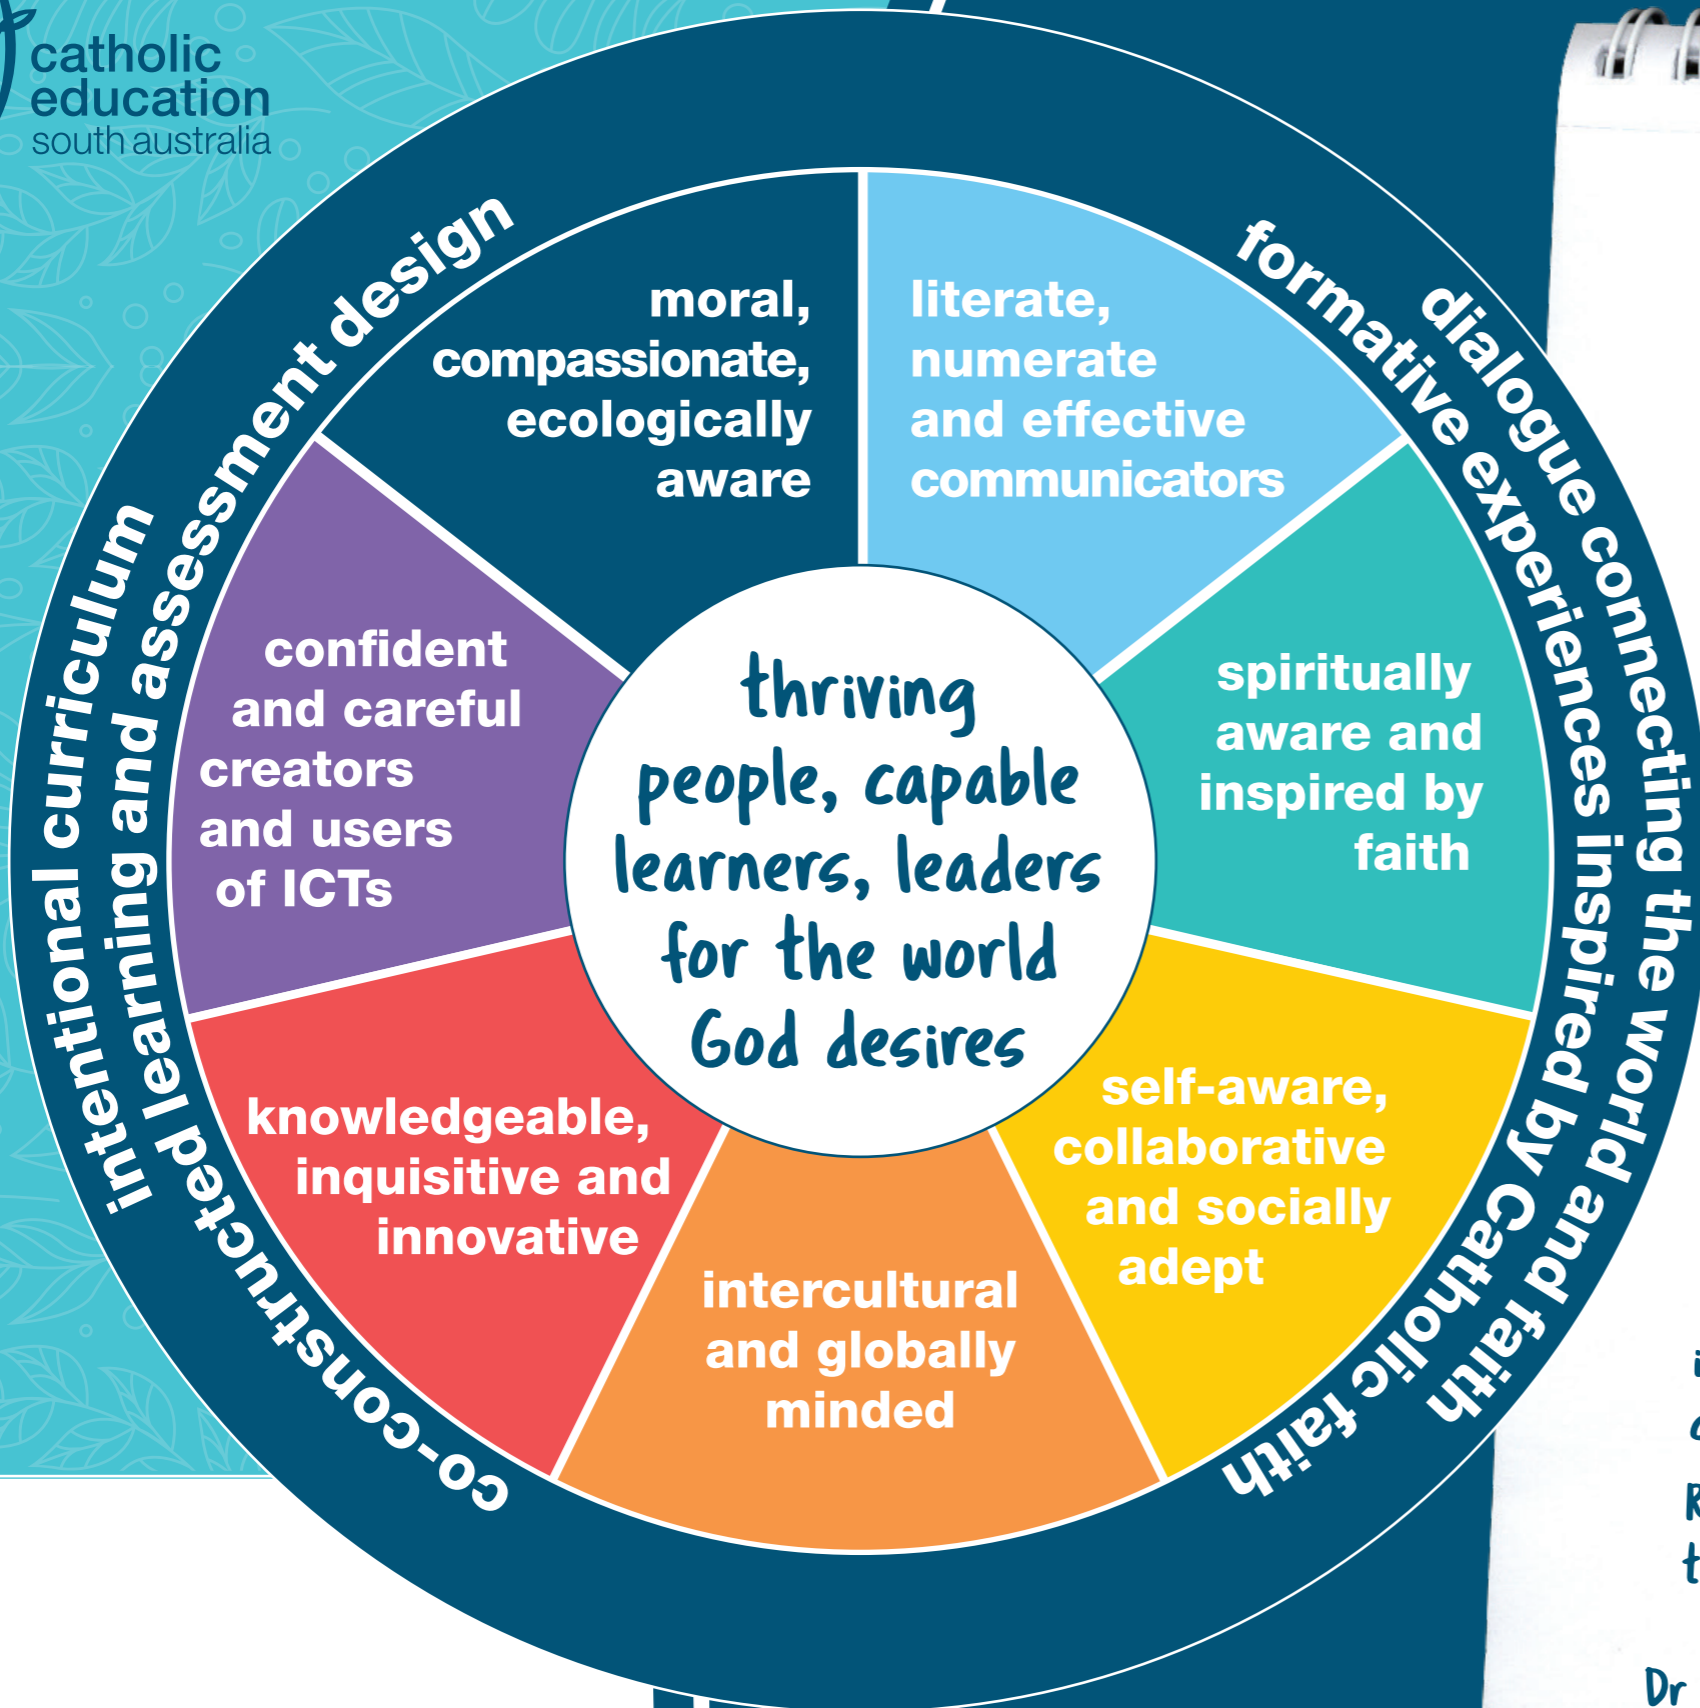 catholic
education
south australia
intentional curriculum
co-constructed learning and assessment design
dialogue connecting the world and faith
formative experiences inspired by Catholic faith
moral,
compassionate,
ecologically
aware
literate,
numerate
and effective
communicators
spiritually
aware and
inspired by
faith
self-aware,
collaborative
and socially
adept
intercultural
and globally
minded
knowledgeable,
inquisitive and
innovative
confident
and careful
creators
and users
of ICTs
thriving
people, capable
learners, leaders
for the world
God desires
Dr